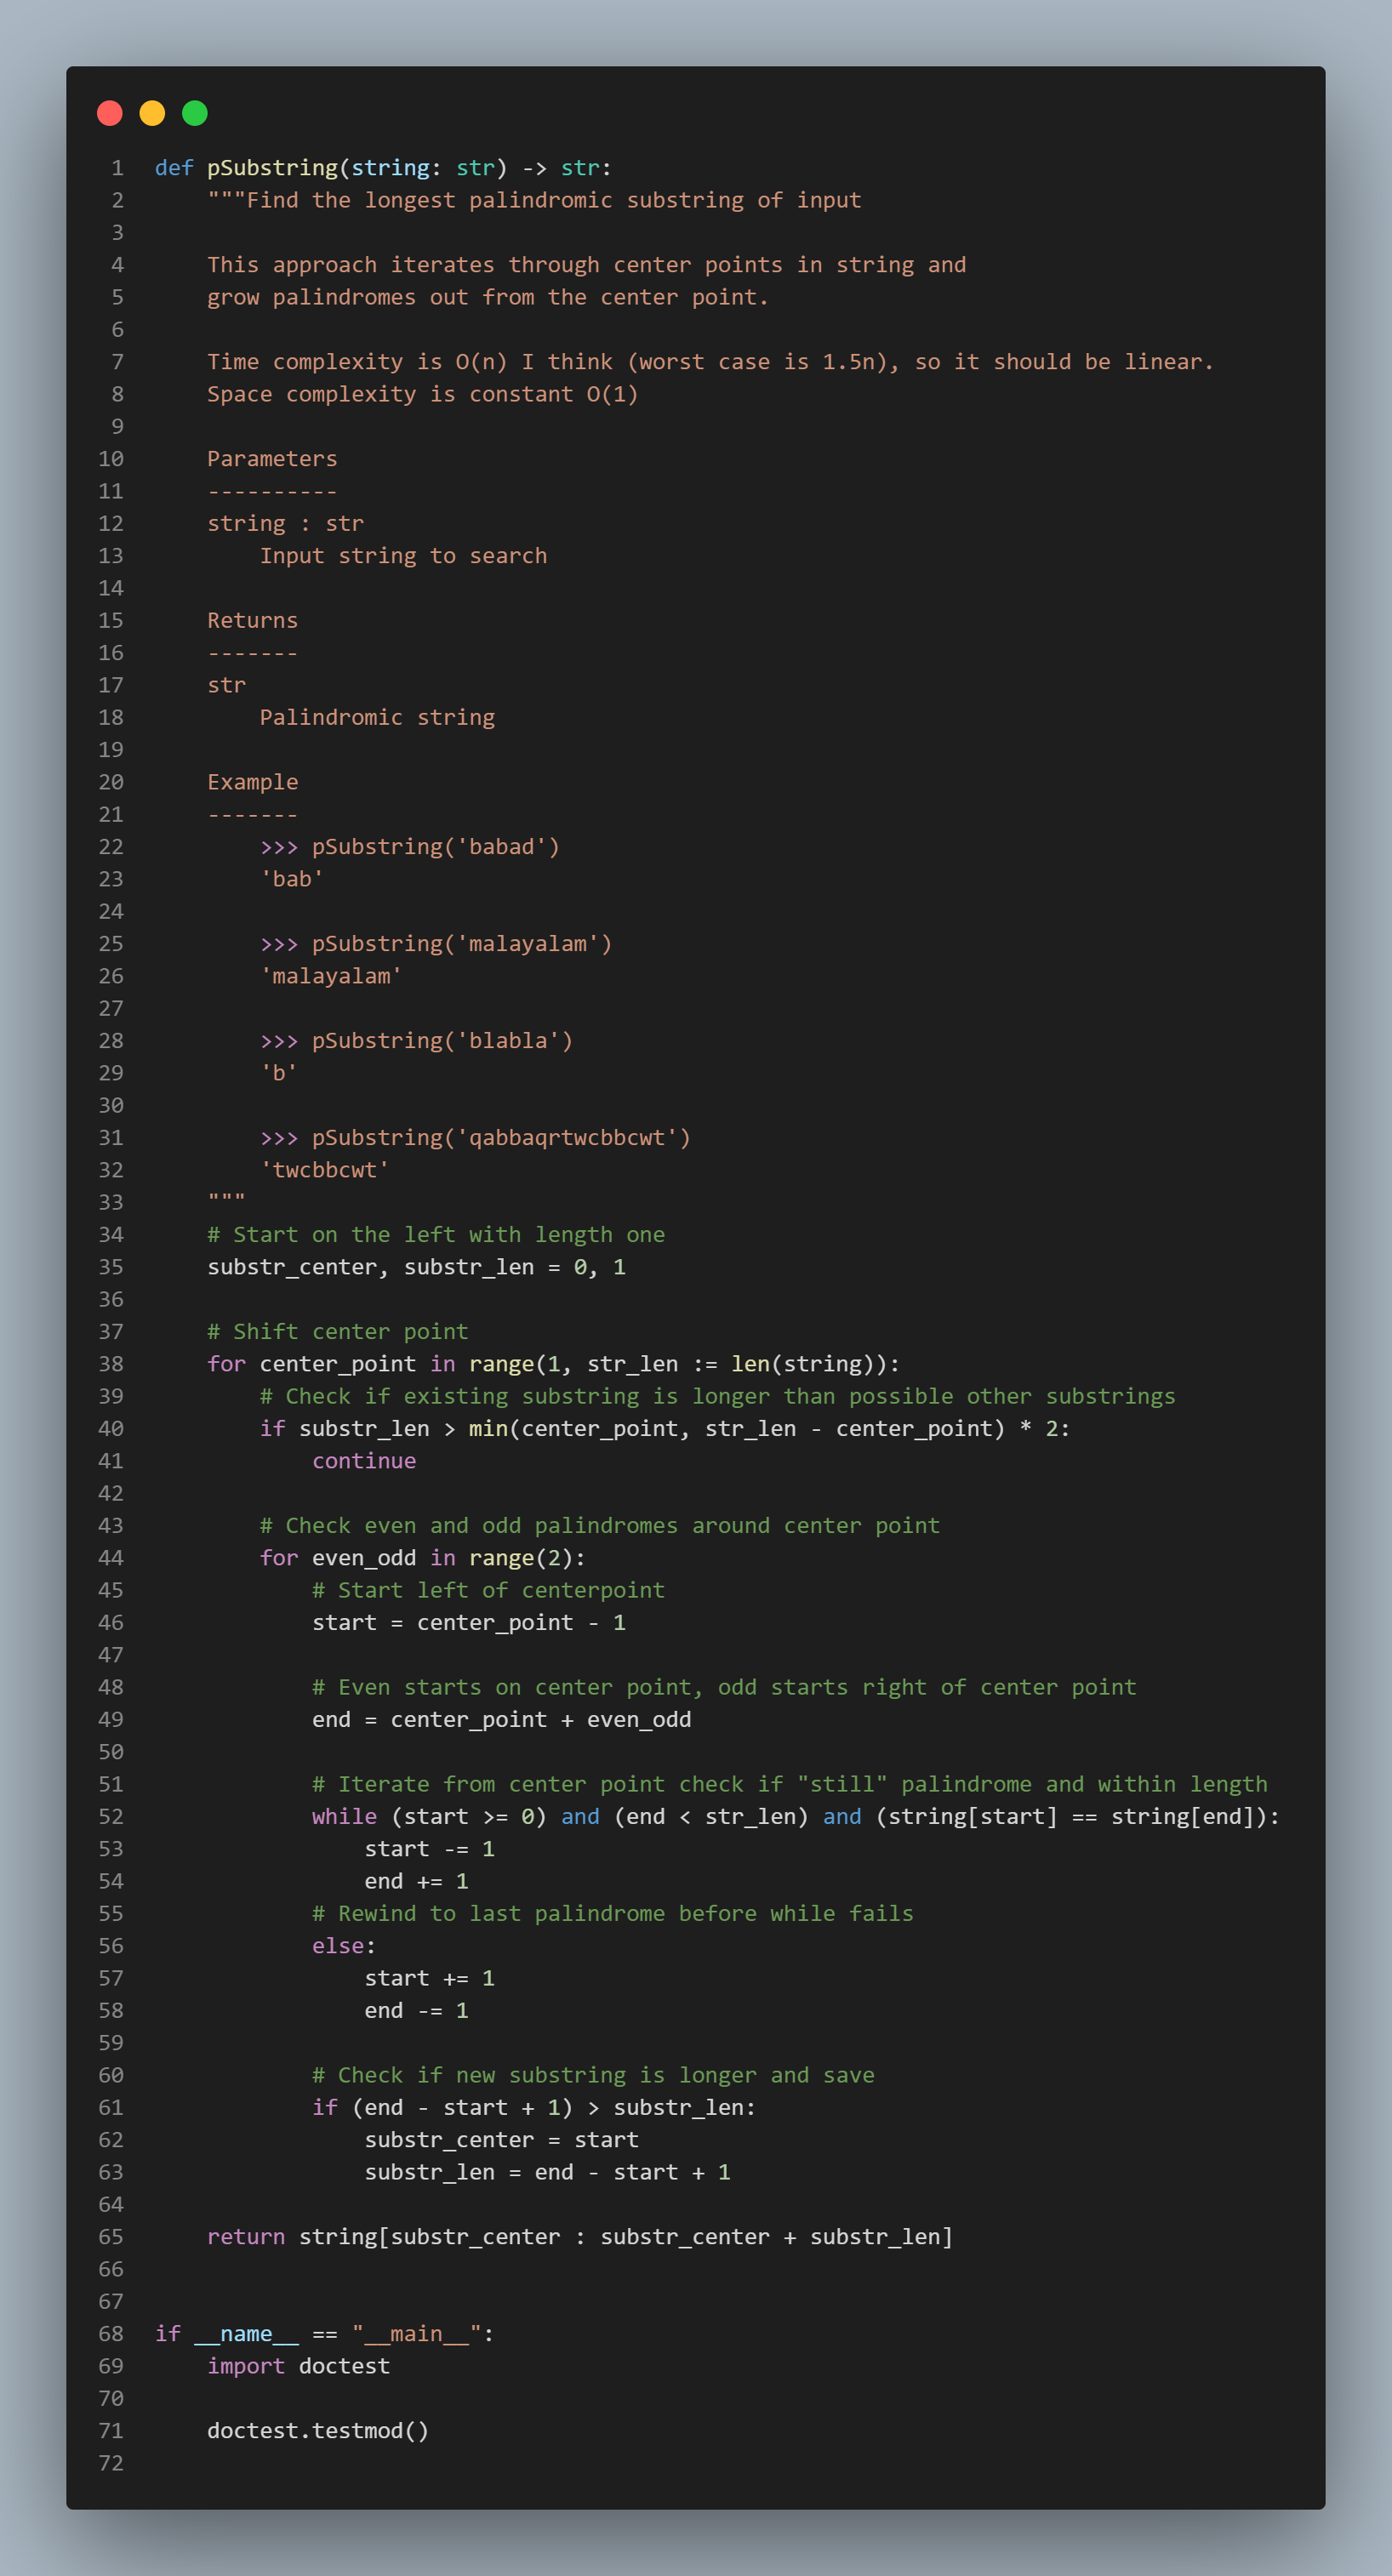 1 def pSubstring(string: str) -> str:
2     """Find the longest palindromic substring of input
3
4     This approach iterates through center points in string and
5     grow palindromes out from the center point.
6
7     Time complexity is O(n) I think (worst case is 1.5n), so it should be linear.
8     Space complexity is constant O(1)
9
10     Parameters
11     ----------
12     string : str
13         Input string to search
14
15     Returns
16     -------
17     str
18         Palindromic string
19
20     Example
21     -------
22         >>> pSubstring('babad')
23         'bab'
24
25         >>> pSubstring('malayalam')
26         'malayalam'
27
28         >>> pSubstring('blabla')
29         'b'
30
31         >>> pSubstring('qabbaqrtwcbbcwt')
32         'twcbbcwt'
33     """
34     # Start on the left with length one
35     substr_center, substr_len = 0, 1
36
37     # Shift center point
38     for center_point in range(1, str_len := len(string)):
39         # Check if existing substring is longer than possible other substrings
40         if substr_len > min(center_point, str_len - center_point) * 2:
41             continue
42
43         # Check even and odd palindromes around center point
44         for even_odd in range(2):
45             # Start left of centerpoint
46             start = center_point - 1
47
48             # Even starts on center point, odd starts right of center point
49             end = center_point + even_odd
50
51             # Iterate from center point check if "still" palindrome and within length
52             while (start >= 0) and (end < str_len) and (string[start] == string[end]):
53                 start -= 1
54                 end += 1
55             # Rewind to last palindrome before while fails
56             else:
57                 start += 1
58                 end -= 1
59
60             # Check if new substring is longer and save
61             if (end - start + 1) > substr_len:
62                 substr_center = start
63                 substr_len = end - start + 1
64
65     return string[substr_center : substr_center + substr_len]
66
67
68 if __name__ == "__main__":
69     import doctest
70
71     doctest.testmod()
72